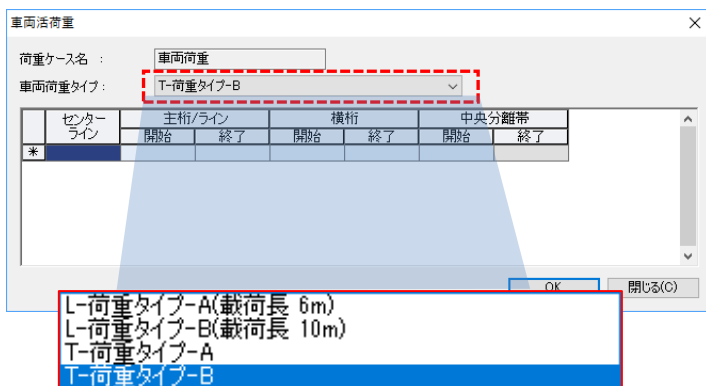 車両活荷重
荷重ケース名 : 車両荷重
車両荷重タイプ : T-荷重タイプ-B
センターライン 主桁/ライン 横桁 中央分離帯
開始 終了 開始 終了 開始 終了
*
OK 閉じる(C)
L-荷重タイプ-A(載荷長 6m)
L-荷重タイプ-B(載荷長 10m)
T-荷重タイプ-A
T-荷重タイプ-B